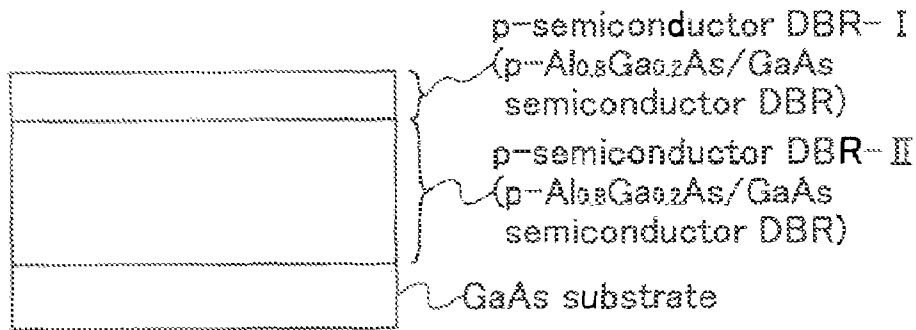 p-semiconductor DBR- I
(p-Al0.8Ga0.2As/GaAs
semiconductor DBR)
p-semiconductor DBR- II
(p-Al0.8Ga0.2As/GaAs
semiconductor DBR)
GaAs substrate